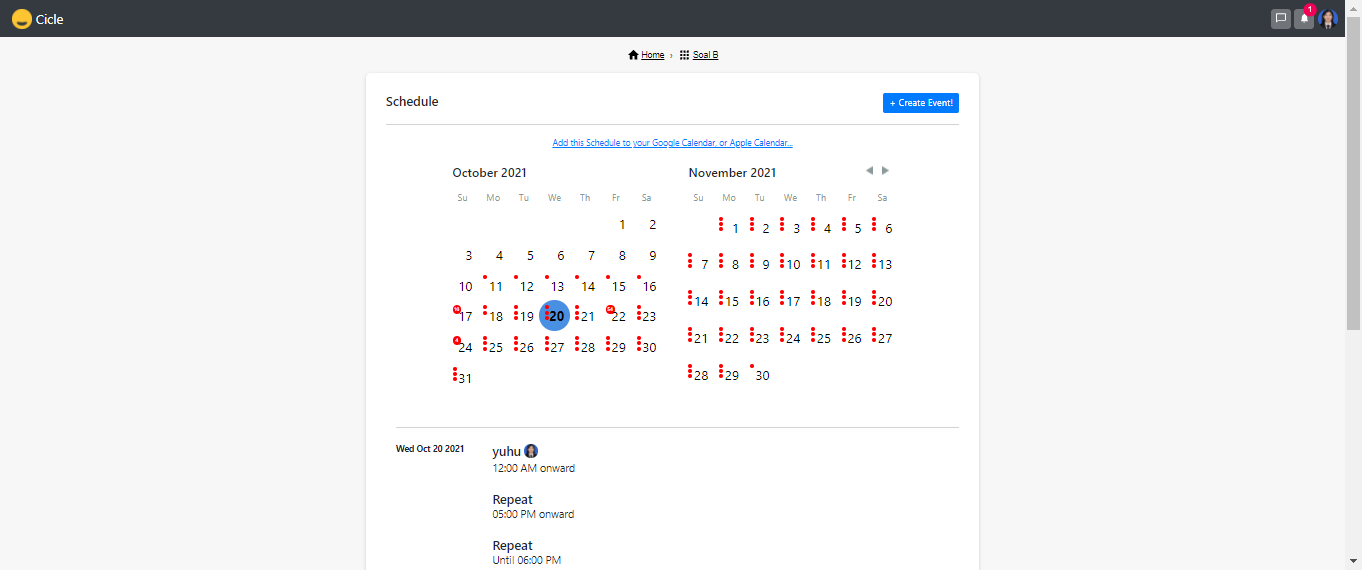 Cicle
1
Home › Soal B
Schedule
+ Create Event!
Add this Schedule to your Google Calendar, or Apple Calendar...
October 2021
Su Mo Tu We Th Fr Sa
1 2
3 4 5 6 7 8 9
10 11 12 13 14 15 16
17 18 19 20 21 22 23
24 25 26 27 28 29 30
31
November 2021
Su Mo Tu We Th Fr Sa
1 2 3 4 5 6
7 8 9 10 11 12 13
14 15 16 17 18 19 20
21 22 23 24 25 26 27
28 29 30
Wed Oct 20 2021
yuhu
12:00 AM onward
Repeat
05:00 PM onward
Repeat
Until 06:00 PM